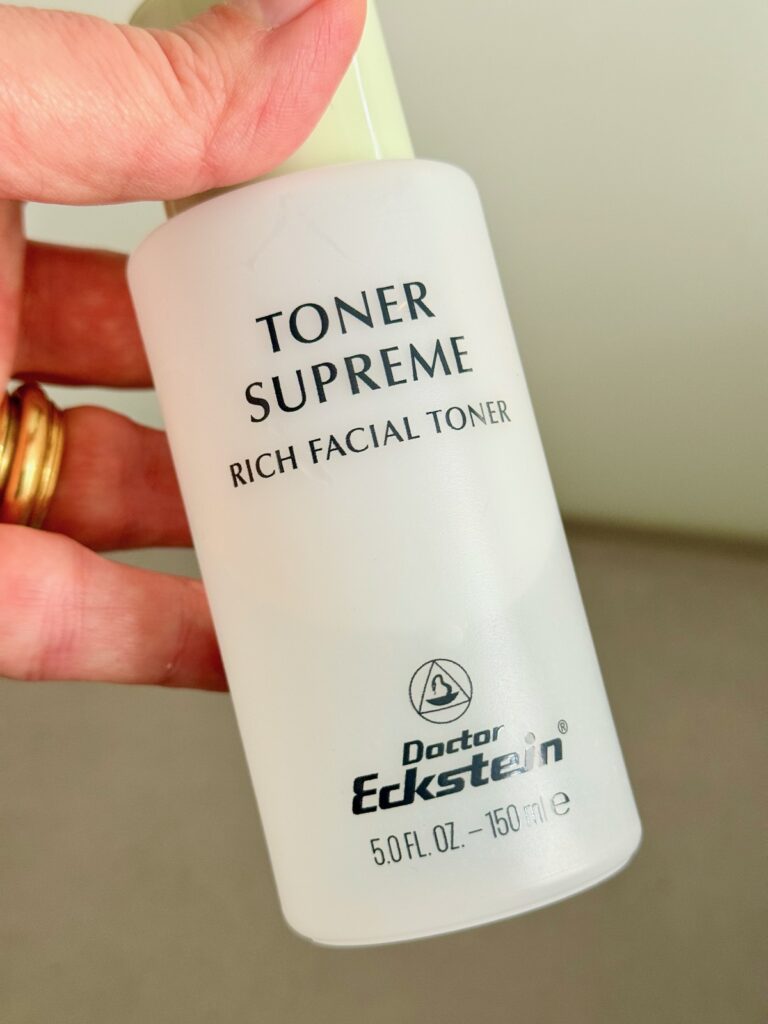 TONER
SUPREME
RICH FACIAL TONER
Doctor
Eckstein®
5.0 FL. OZ. – 150 ml ℮